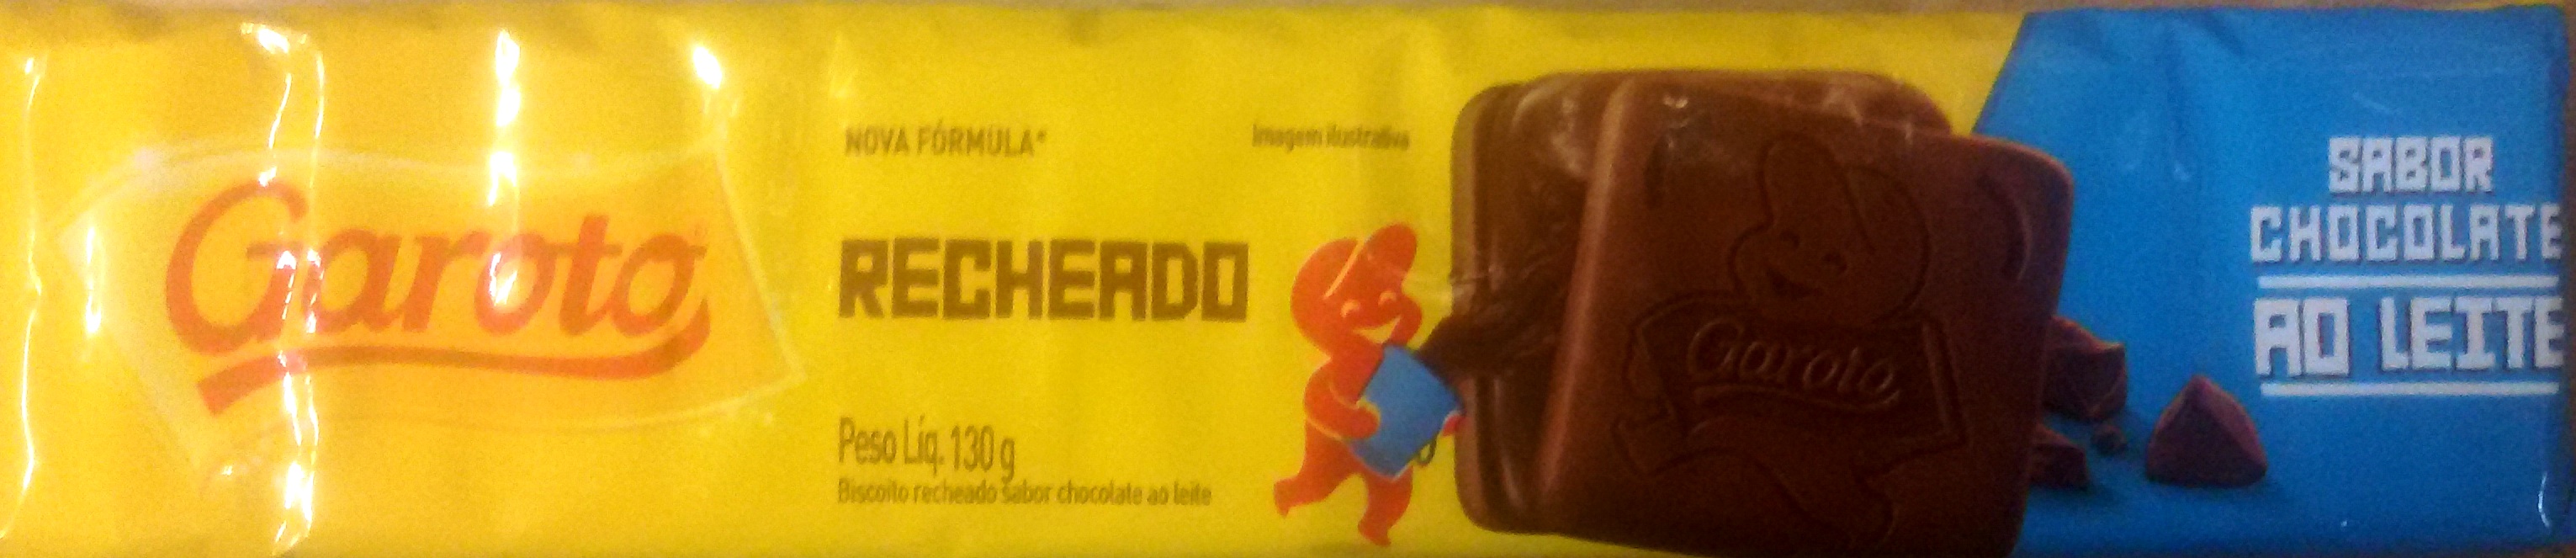 Garoto
NOVA FÓRMULA*
Imagem ilustrativa
RECHEADO
Peso Líq. 130 g
Biscoito recheado sabor chocolate ao leite
Garoto
SABOR
CHOCOLATE
AO LEITE